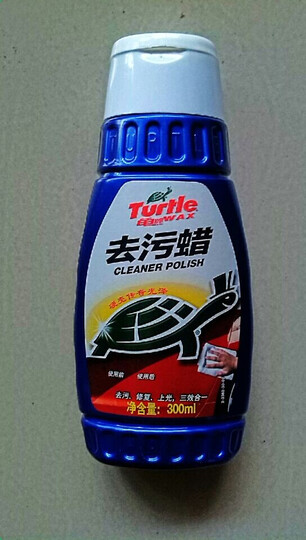 Turtle
龟牌WAX
去污蜡
CLEANER POLISH
使用前 使用后
去污，修复，上光，三效合一
净含量：300ml